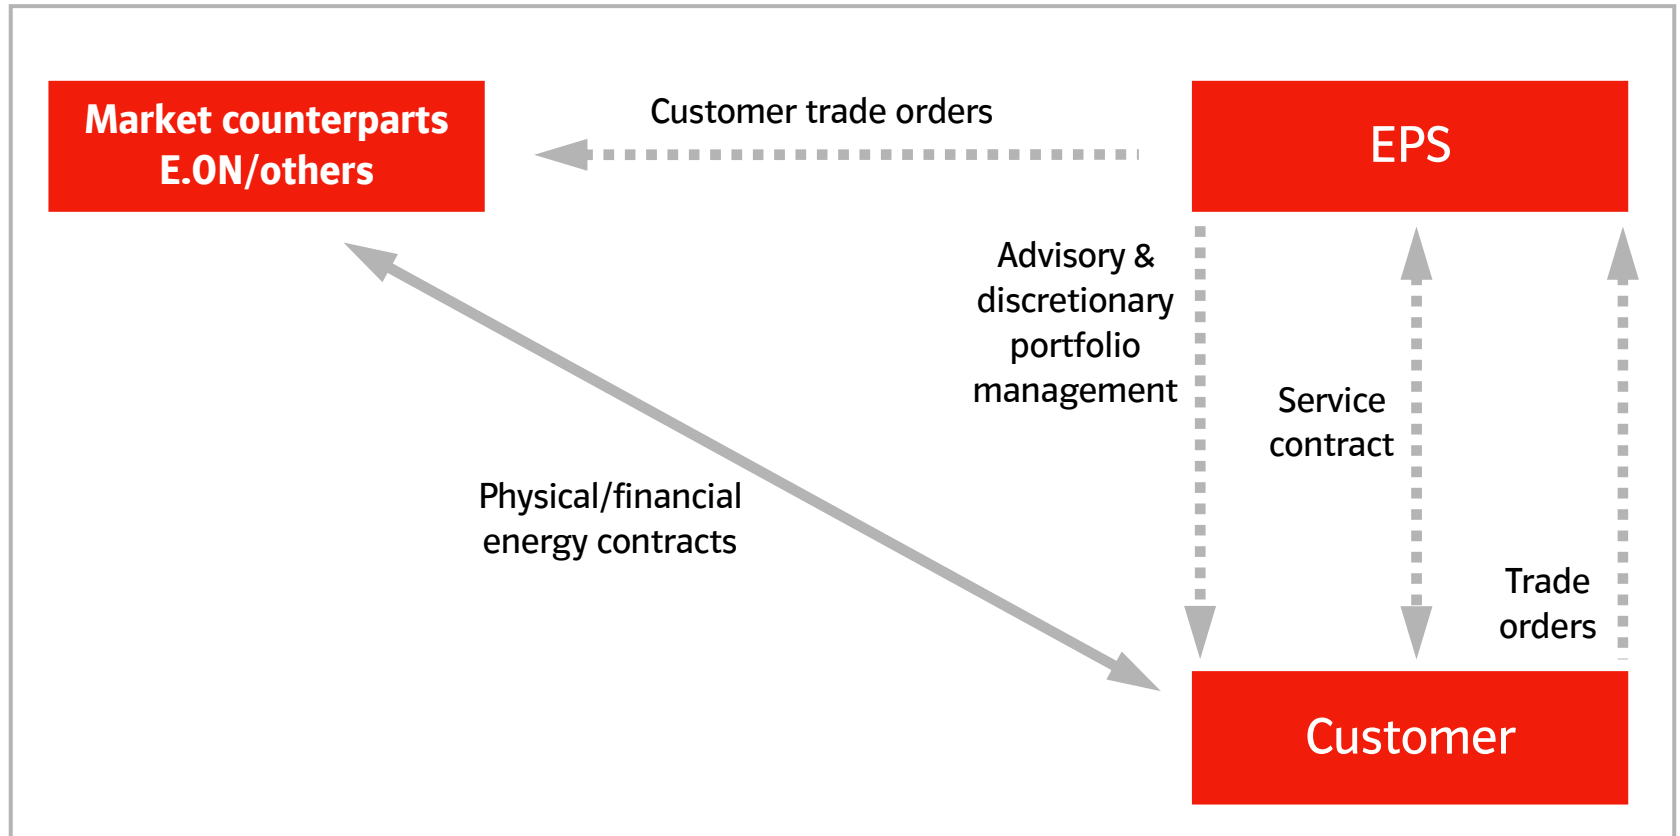 Market counterparts
E.ON/others
Customer trade orders
EPS
Advisory &
discretionary
portfolio
management
Service
contract
Physical/financial
energy contracts
Trade
orders
Customer